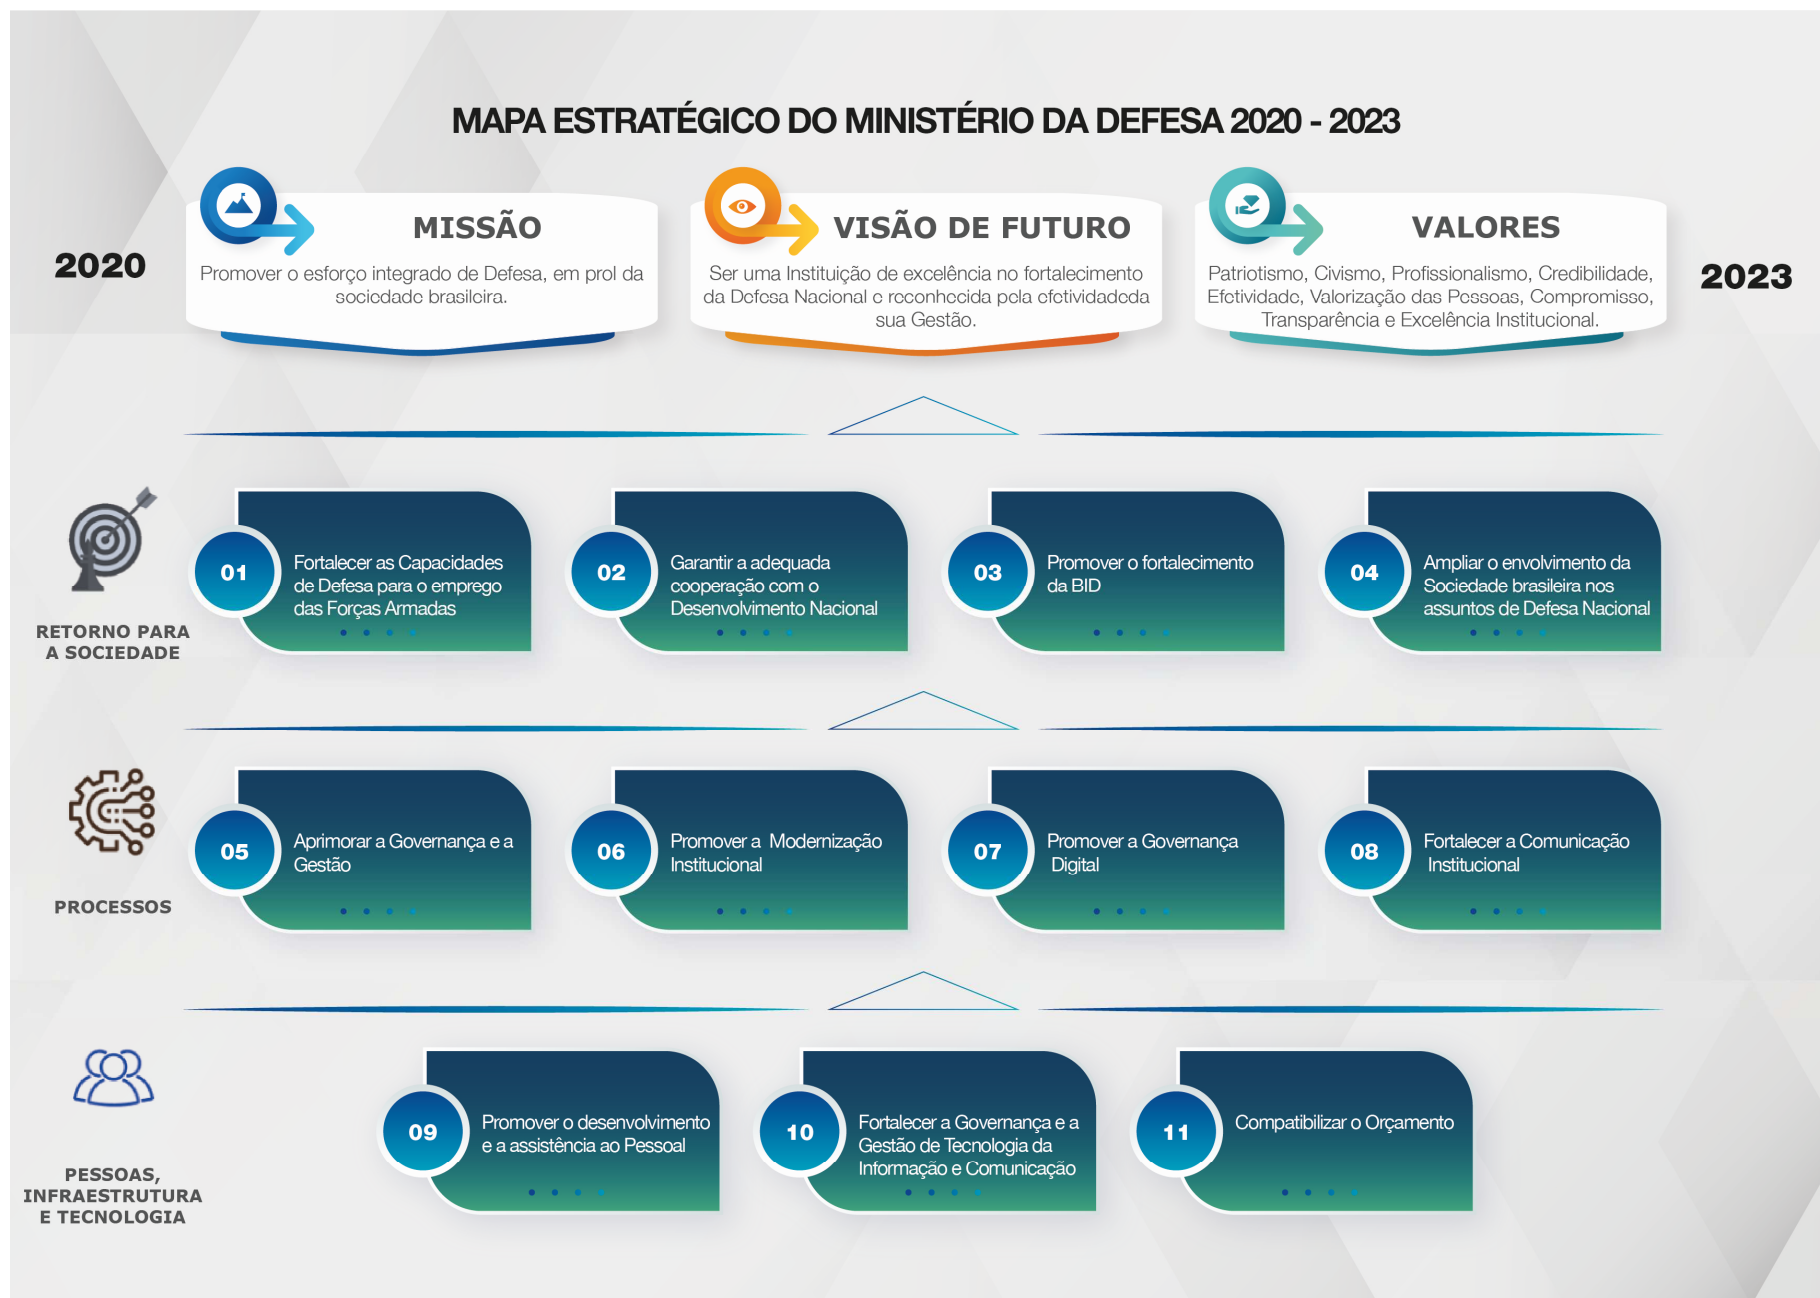 MAPA ESTRATÉGICO DO MINISTÉRIO DA DEFESA 2020 - 2023
2020
MISSÃO
Promover o esforço integrado de Defesa, em prol da
sociedade brasileira.
VISÃO DE FUTURO
Ser uma Instituição de excelência no fortalecimento
da Defesa Nacional e reconhecida pela efetividadeda
sua Gestão.
VALORES
Patriotismo, Civismo, Profissionalismo, Credibilidade,
Efetividade, Valorização das Pessoas, Compromisso,
Transparência e Excelência Institucional.
2023
RETORNO PARA
A SOCIEDADE
01
Fortalecer as Capacidades
de Defesa para o emprego
das Forças Armadas
02
Garantir a adequada
cooperação com o
Desenvolvimento Nacional
03
Promover o fortalecimento
da BID
04
Ampliar o envolvimento da
Sociedade brasileira nos
assuntos de Defesa Nacional
PROCESSOS
05
Aprimorar a Governança e a
Gestão
06
Promover a Modernização
Institucional
07
Promover a Governança
Digital
08
Fortalecer a Comunicação
Institucional
PESSOAS,
INFRAESTRUTURA
E TECNOLOGIA
09
Promover o desenvolvimento
e a assistência ao Pessoal
10
Fortalecer a Governança e a
Gestão de Tecnologia da
Informação e Comunicação
11
Compatibilizar o Orçamento